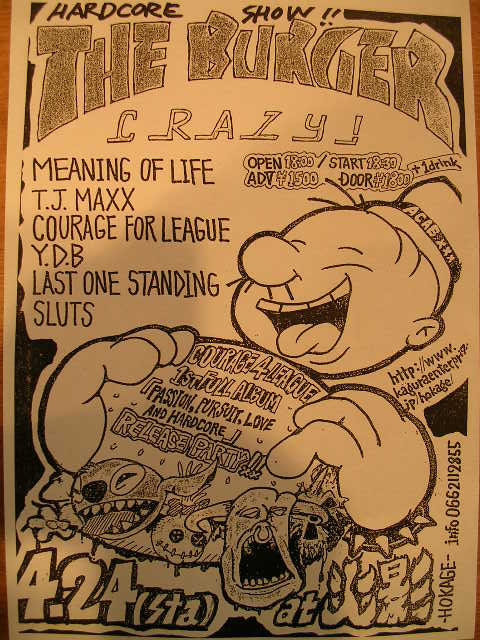 HARDCORE SHOW!!
THE BURGER
CRAZY!
OPEN 18:00 / START 18:30
ADV ¥1500 DOOR ¥1800 +1drink
MEANING OF LIFE
T.J. MAXX
COURAGE FOR LEAGUE
Y.D.B
LAST ONE STANDING
SLUTS
COURAGE 4 LEAGUE
1ST FULL ALBUM
「PASSION, PURSUIT, LOVE
AND HARDCORE」
RELEASE PARTY!!!
http://www.
jp/hokage/
-HOKAGE- info 0662112855
4.24(sta) at 火影